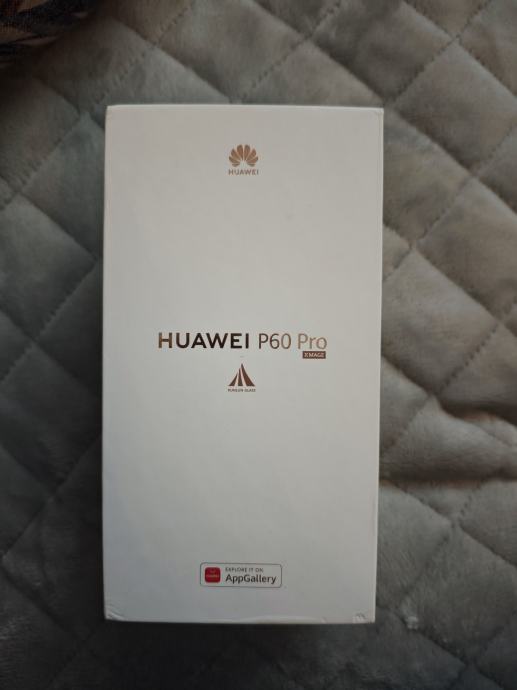 HUAWEI
HUAWEI P60 Pro
XMAGE
KUNLUN GLASS
EXPLORE IT ON
AppGallery